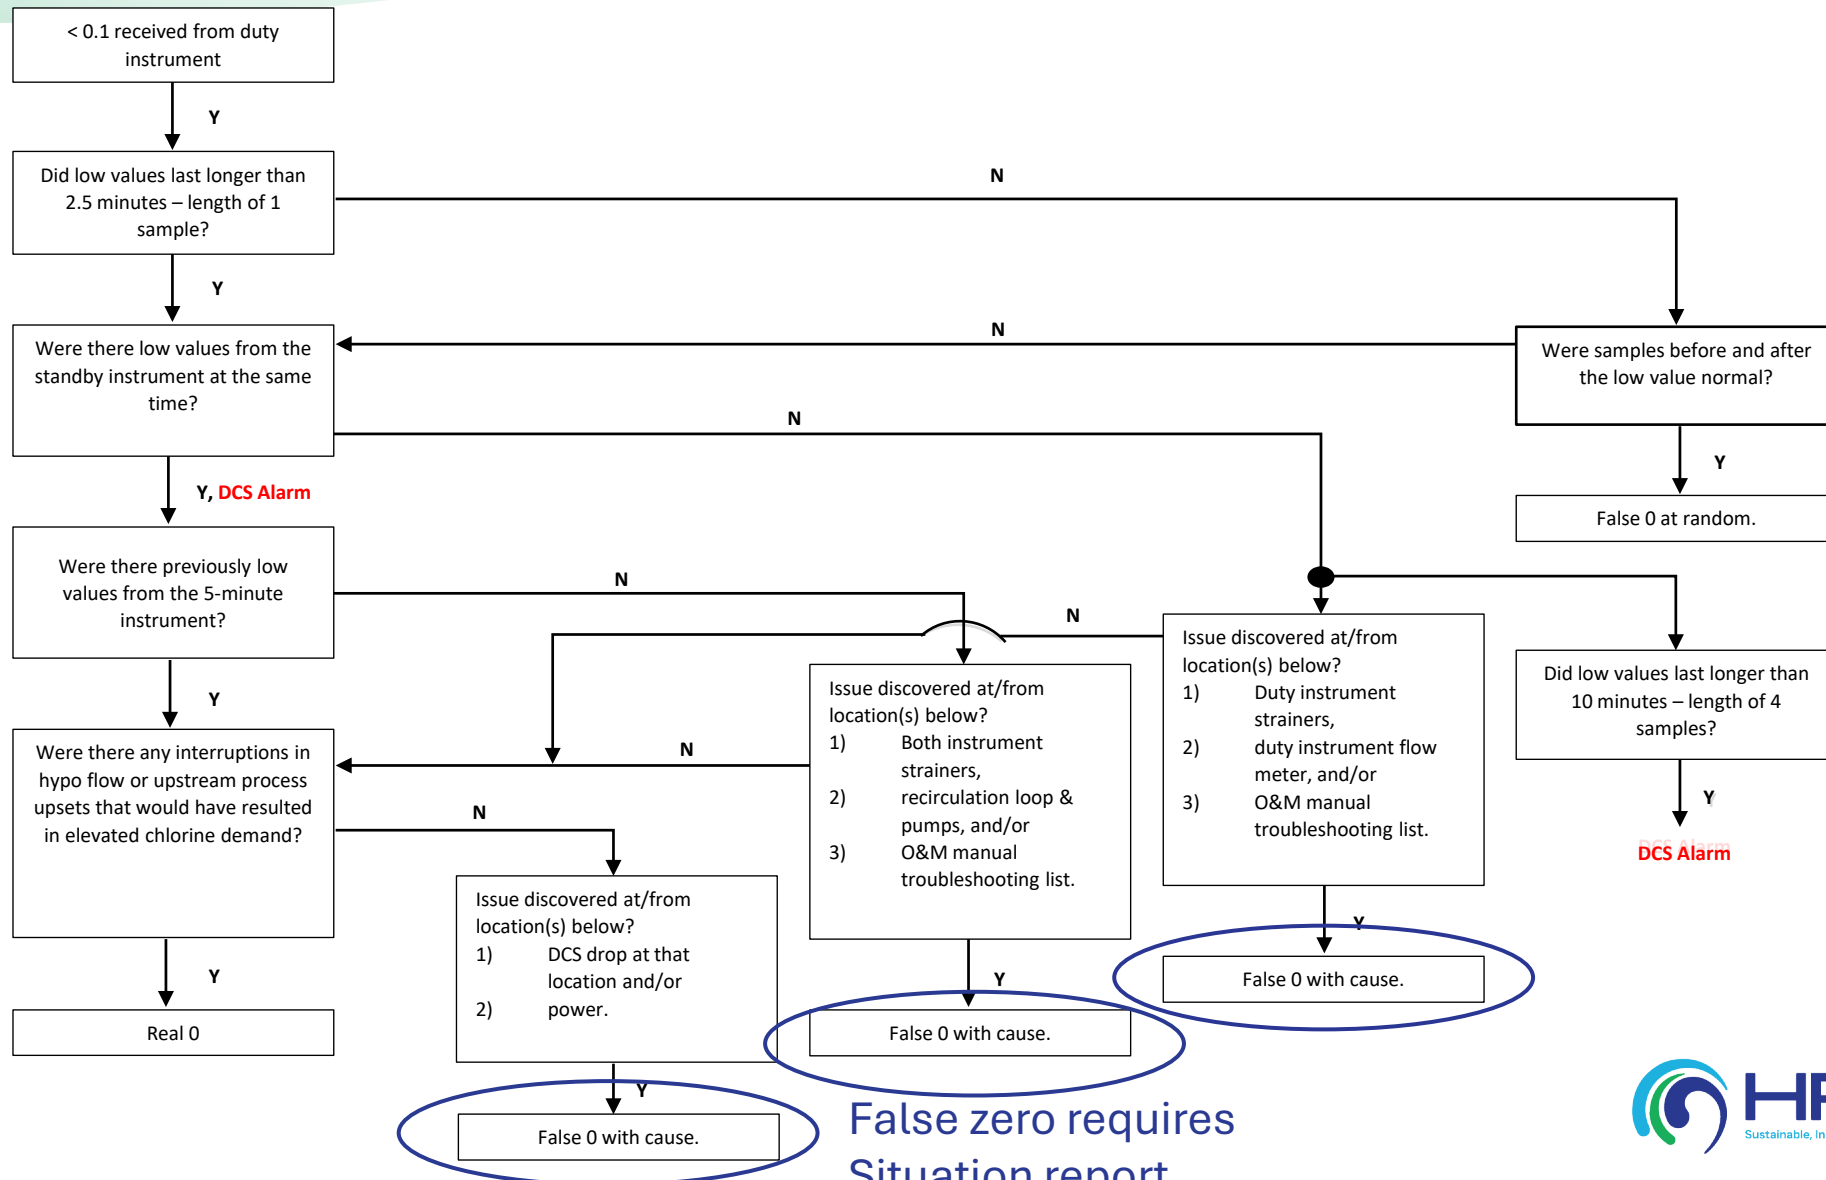 < 0.1 received from duty
instrument
Y
Did low values last longer than
2.5 minutes – length of 1
sample?
N
Y
Were there low values from the
standby instrument at the same
time?
N
Were samples before and after
the low value normal?
N
Y
Y, DCS Alarm
False 0 at random.
Were there previously low
values from the 5-minute
instrument?
N
N
Y
Issue discovered at/from
location(s) below?
1) Duty instrument
strainers,
2) duty instrument flow
meter, and/or
3) O&M manual
troubleshooting list.
Did low values last longer than
10 minutes – length of 4
samples?
Y
DCS Alarm
Issue discovered at/from
location(s) below?
1) Both instrument
strainers,
2) recirculation loop &
pumps, and/or
3) O&M manual
troubleshooting list.
N
Were there any interruptions in
hypo flow or upstream process
upsets that would have resulted
in elevated chlorine demand?
N
Issue discovered at/from
location(s) below?
1) DCS drop at that
location and/or
2) power.
Y
False 0 with cause.
Y
Y
Real 0
False 0 with cause.
Y
False 0 with cause.
False zero requires
Situation report
Sustainable,